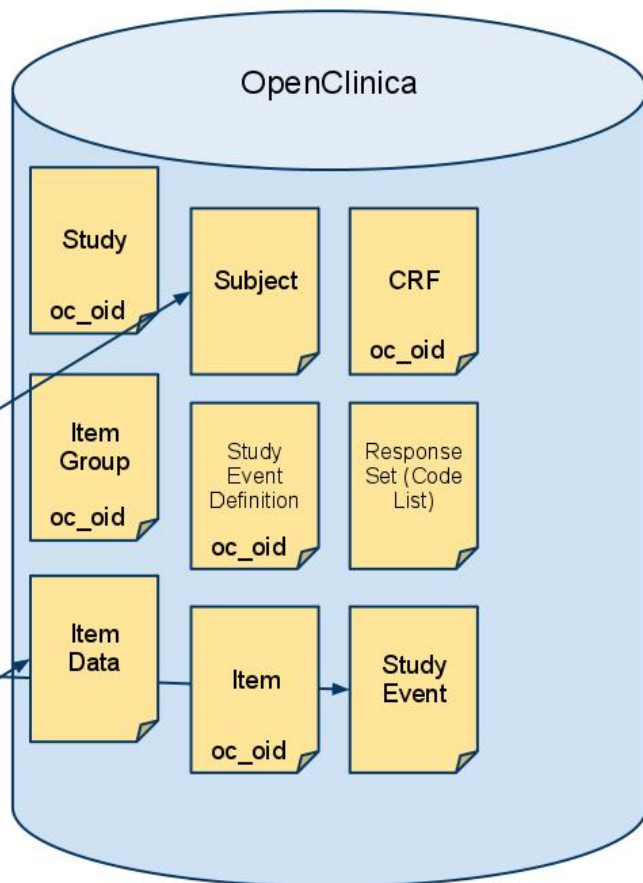 OpenClinica
Study
oc_oid
Subject
CRF
oc_oid
Item
Group
oc_oid
Study
Event
Definition
oc_oid
Response
Set (Code
List)
Item
Data
Item
oc_oid
Study
Event